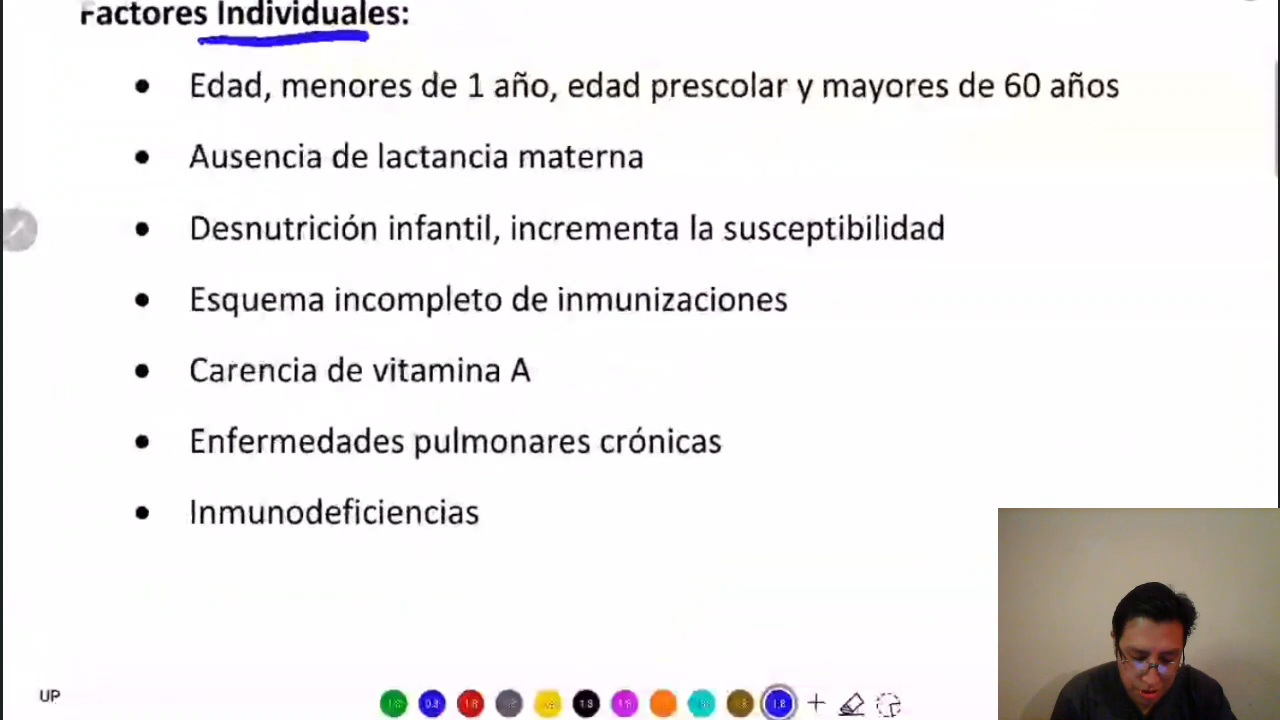 Factores Individuales:
• Edad, menores de 1 año, edad prescolar y mayores de 60 años
• Ausencia de lactancia materna
• Desnutrición infantil, incrementa la susceptibilidad
• Esquema incompleto de inmunizaciones
• Carencia de vitamina A
• Enfermedades pulmonares crónicas
• Inmunodeficiencias
UP